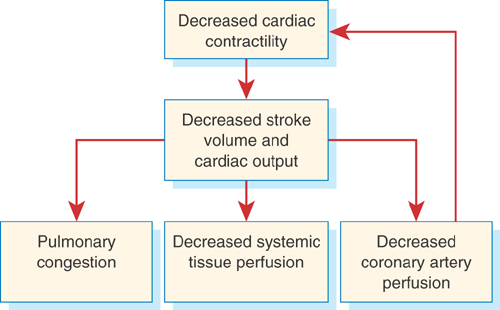 Decreased cardiac
contractility
Decreased stroke
volume and
cardiac output
Pulmonary
congestion
Decreased systemic
tissue perfusion
Decreased
coronary artery
perfusion